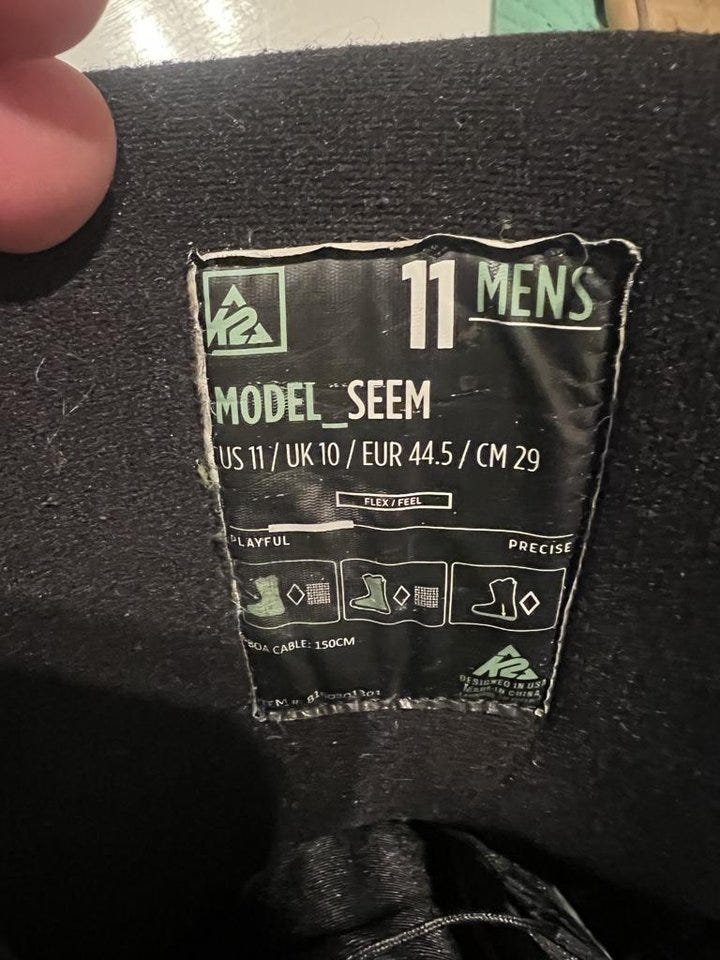 K2
11 MENS
MODEL_SEEM
US 11 / UK 10 / EUR 44.5 / CM 29
FLEX / FEEL
PLAYFUL
PRECISE
BOA CABLE: 150CM
K2
DESIGNED IN USA
MADE IN CHINA